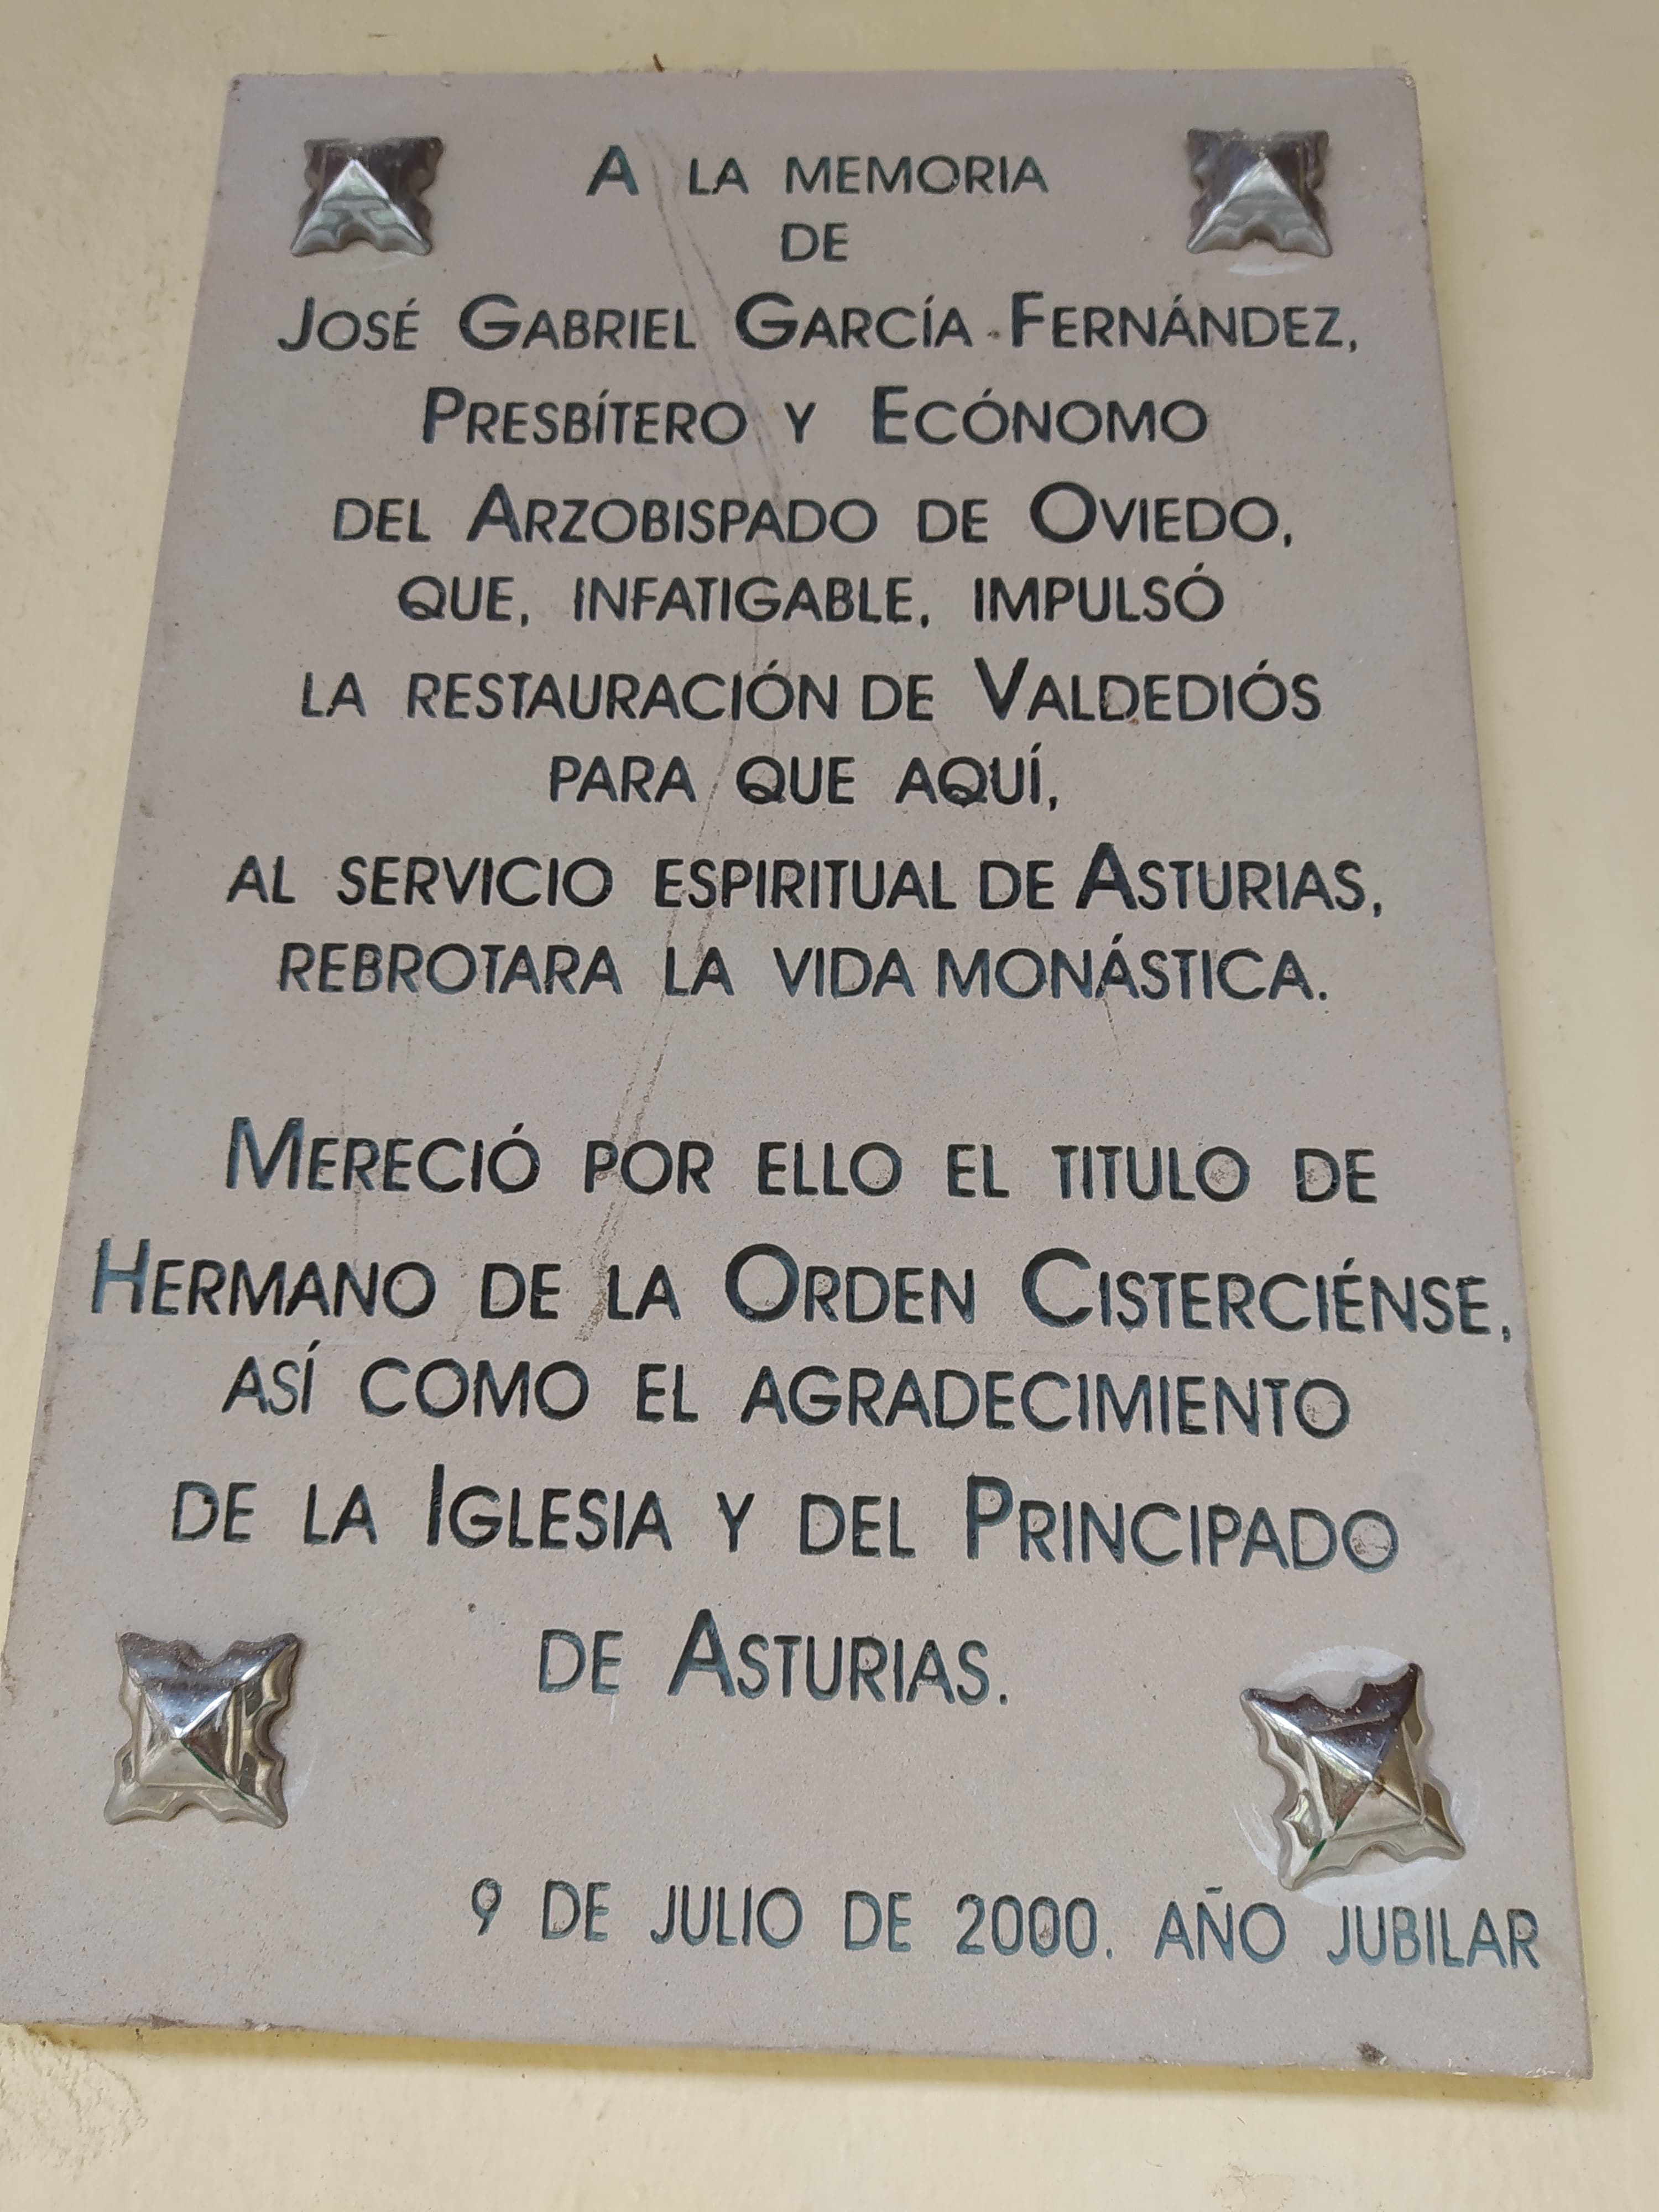 A LA MEMORIA
DE
JOSÉ GABRIEL GARCÍA FERNÁNDEZ,
PRESBÍTERO Y ECÓNOMO
DEL ARZOBISPADO DE OVIEDO,
QUE, INFATIGABLE, IMPULSÓ
LA RESTAURACIÓN DE VALDEDIÓS
PARA QUE AQUÍ,
AL SERVICIO ESPIRITUAL DE ASTURIAS,
REBROTARA LA VIDA MONÁSTICA.
MERECIÓ POR ELLO EL TITULO DE
HERMANO DE LA ORDEN CISTERCIÉNSE,
ASÍ COMO EL AGRADECIMIENTO
DE LA IGLESIA Y DEL PRINCIPADO
DE ASTURIAS.
9 DE JULIO DE 2000. AÑO JUBILAR